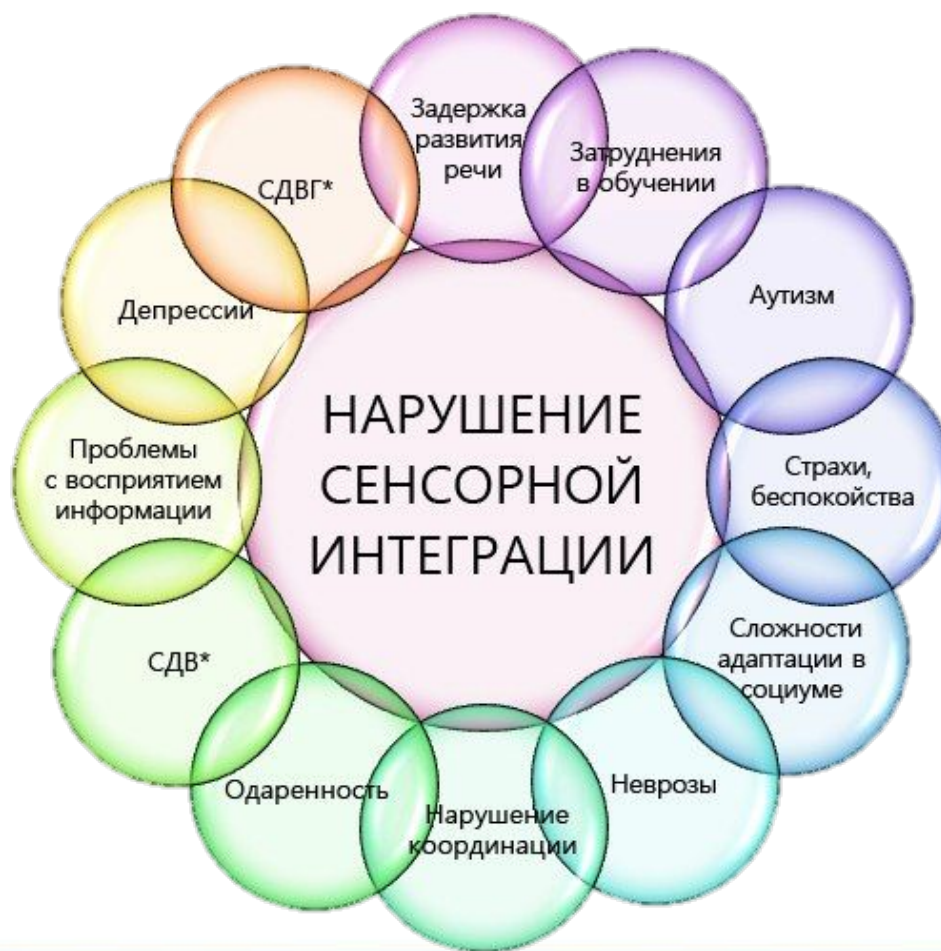 Задержка
развития
речи
Затруднения
в обучении
Аутизм
Страхи,
беспокойства
Сложности
адаптации в
социуме
Неврозы
Нарушение
координации
Одаренность
СДВ*
Проблемы
с восприятием
информации
Депрессий
СДВГ*
НАРУШЕНИЕ
СЕНСОРНОЙ
ИНТЕГРАЦИИ